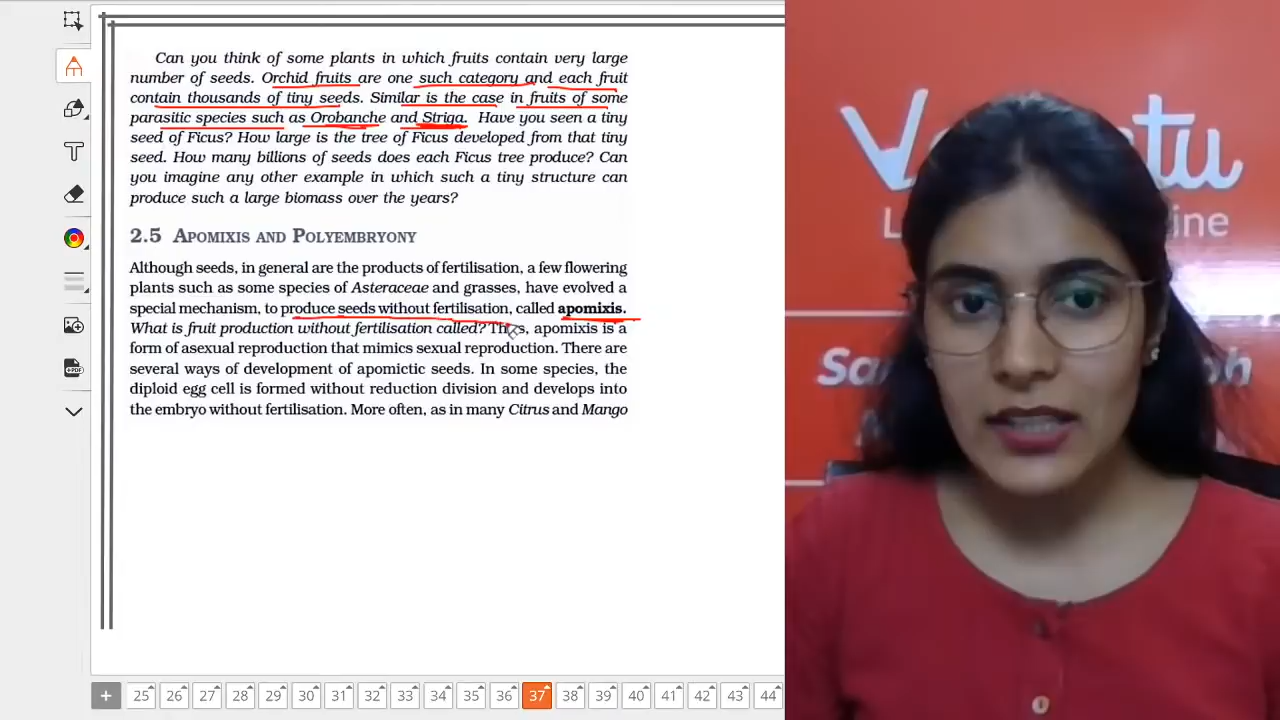 Can you think of some plants in which fruits contain very large
number of seeds. Orchid fruits are one such category and each fruit
contain thousands of tiny seeds. Similar is the case in fruits of some
parasitic species such as Orobanche and Striga. Have you seen a tiny
seed of Ficus? How large is the tree of Ficus developed from that tiny
seed. How many billions of seeds does each Ficus tree produce? Can
you imagine any other example in which such a tiny structure can
produce such a large biomass over the years?
2.5 APOMIXIS AND POLYEMBRYONY
Although seeds, in general are the products of fertilisation, a few flowering
plants such as some species of Asteraceae and grasses, have evolved a
special mechanism, to produce seeds without fertilisation, called apomixis.
What is fruit production without fertilisation called? Thus, apomixis is a
form of asexual reproduction that mimics sexual reproduction. There are
several ways of development of apomictic seeds. In some species, the
diploid egg cell is formed without reduction division and develops into
the embryo without fertilisation. More often, as in many Citrus and Mango
+ 25 26 27 28 29 30 31 32 33 34 35 36 37 38 39 40 41 42 43 44